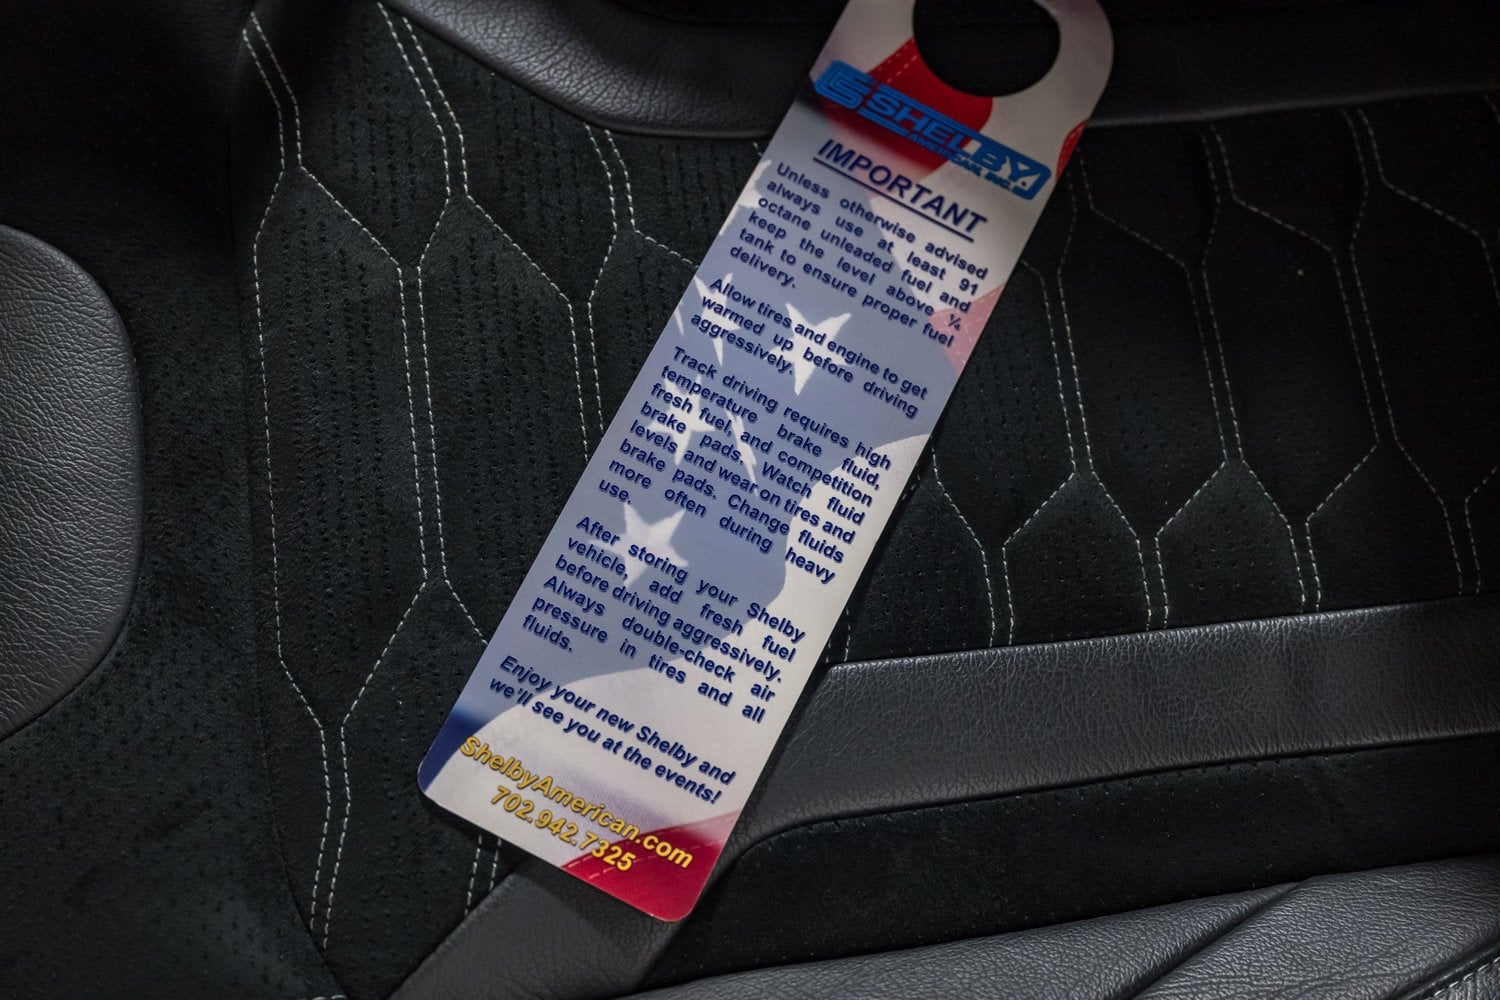 SHELBY
AMERICAN, INC.
IMPORTANT
Unless otherwise advised
always use at least 91
octane unleaded fuel and
keep the level above ¼
tank to ensure proper fuel
delivery.
Allow tires and engine to get
warmed up before driving
aggressively.
Track driving requires high
temperature brake fluid,
fresh fuel, and competition
brake pads. Watch fluid
levels and wear on tires and
brake pads. Change fluids
more often during heavy
use.
After storing your Shelby
vehicle, add fresh fuel
before driving aggressively.
Always double-check air
pressure in tires and all
fluids.
Enjoy your new Shelby and
we'll see you at the events!
ShelbyAmerican.com
702.942.7325